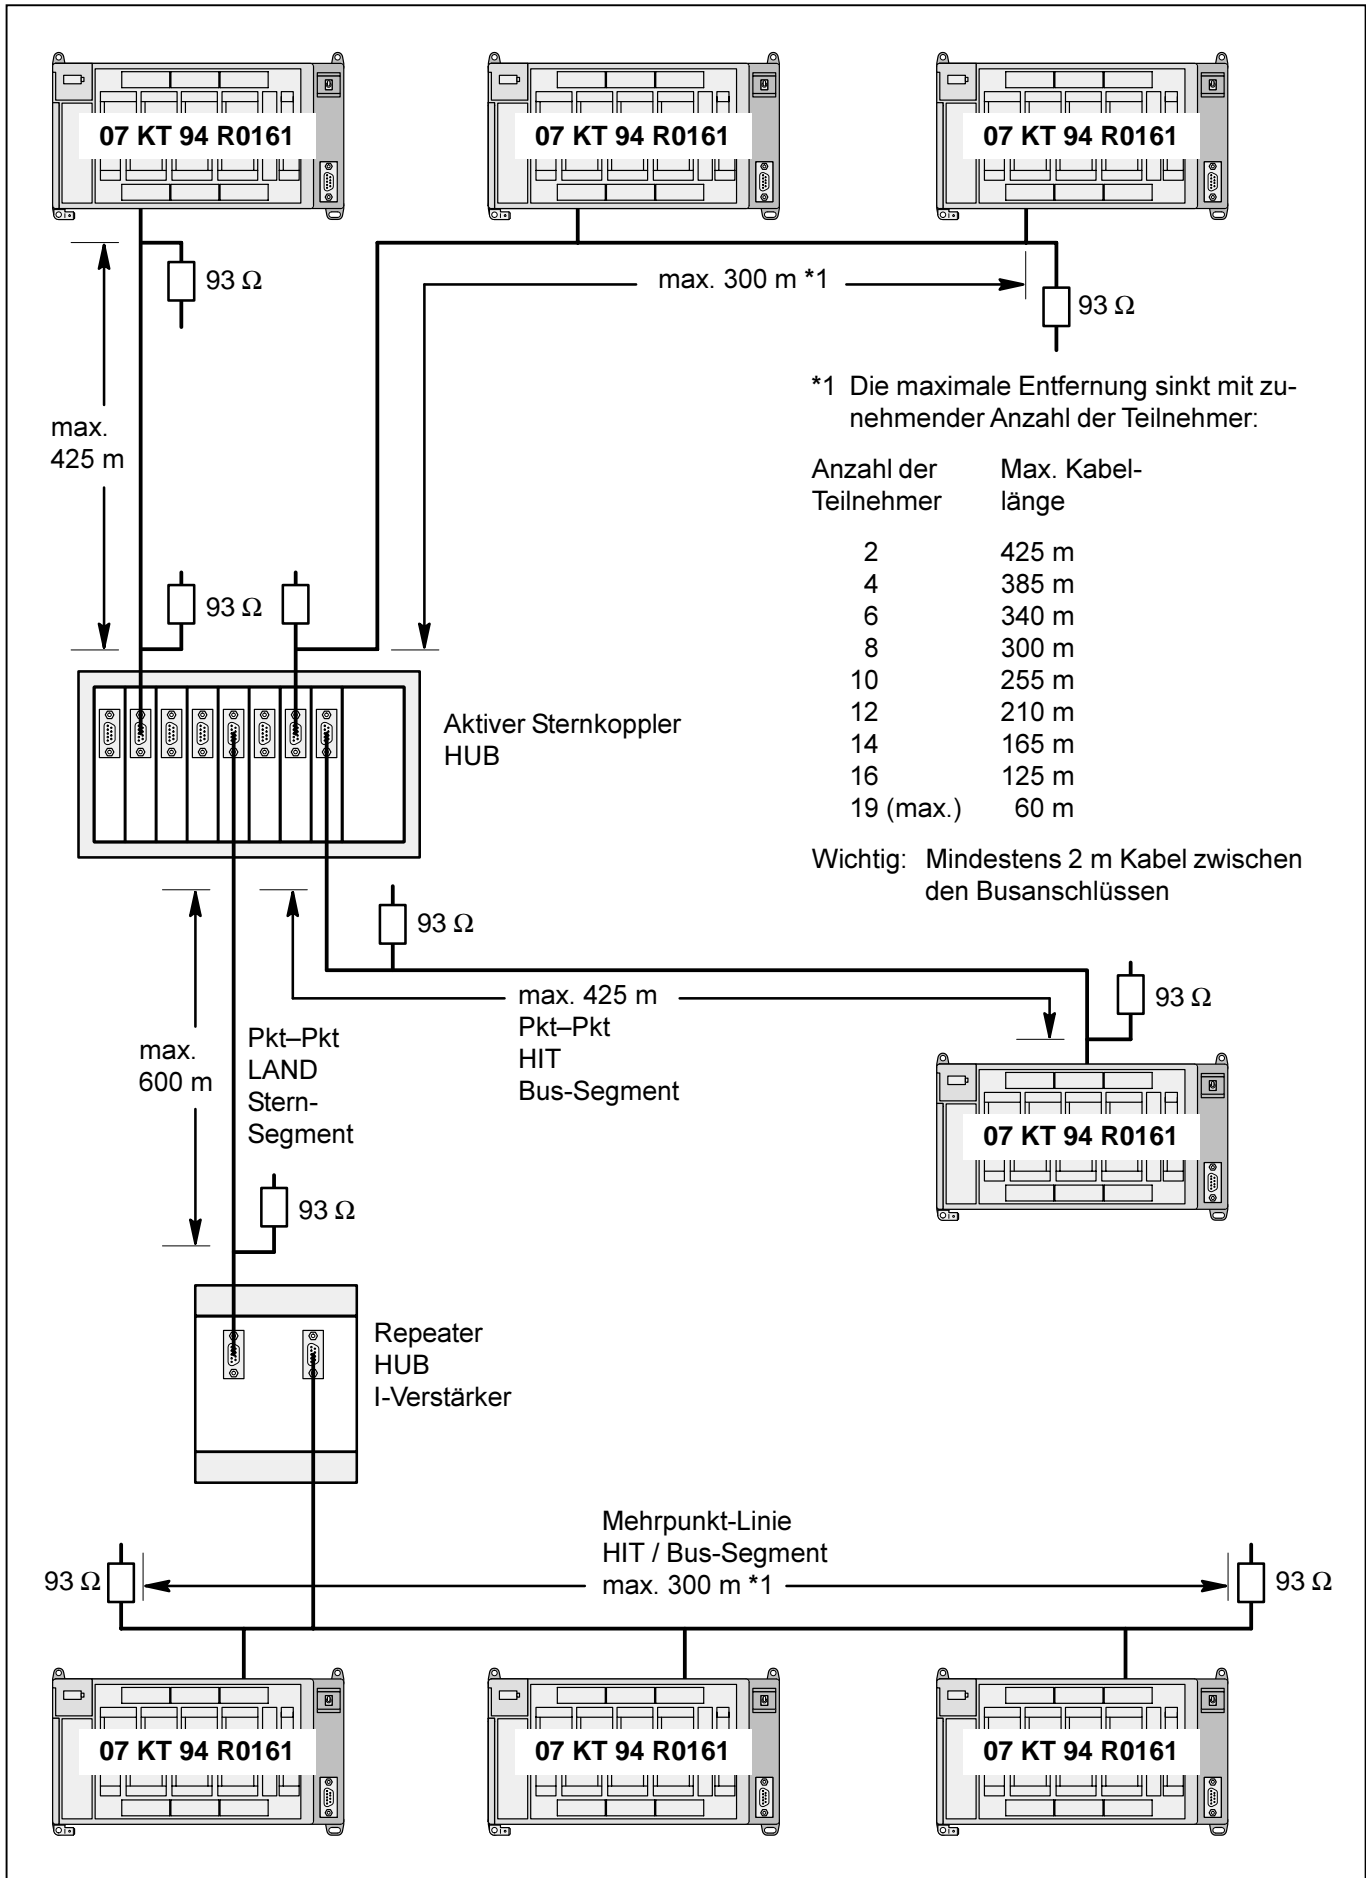 07 KT 94 R0161
07 KT 94 R0161
07 KT 94 R0161
93 Ω
max. 300 m *1
93 Ω
*1 Die maximale Entfernung sinkt mit zu-
nehmender Anzahl der Teilnehmer:
max.
425 m
Anzahl der Max. Kabel-
Teilnehmer länge
2 425 m
4 385 m
6 340 m
8 300 m
10 255 m
12 210 m
14 165 m
16 125 m
19 (max.) 60 m
Wichtig: Mindestens 2 m Kabel zwischen
den Busanschlüssen
93 Ω
Aktiver Sternkoppler
HUB
93 Ω
max. 425 m
Pkt–Pkt
HIT
Bus-Segment
93 Ω
max.
600 m
Pkt–Pkt
LAND
Stern-
Segment
07 KT 94 R0161
93 Ω
Repeater
HUB
I-Verstärker
Mehrpunkt-Linie
HIT / Bus-Segment
max. 300 m *1
93 Ω
93 Ω
07 KT 94 R0161
07 KT 94 R0161
07 KT 94 R0161